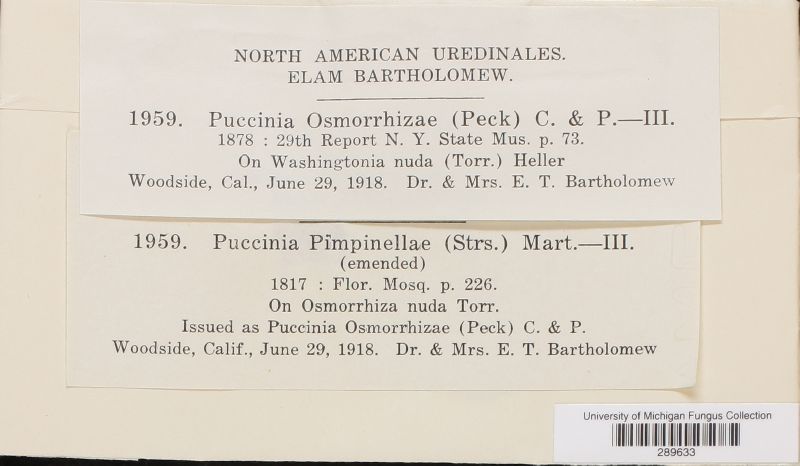 NORTH AMERICAN UREDINALES.
ELAM BARTHOLOMEW.
1959. Puccinia Osmorrhizae (Peck) C. & P.—III.
1878 : 29th Report N. Y. State Mus. p. 73.
On Washingtonia nuda (Torr.) Heller
Woodside, Cal., June 29, 1918. Dr. & Mrs. E. T. Bartholomew
1959. Puccinia Pimpinellae (Strs.) Mart.—III.
(emended)
1817 : Flor. Mosq. p. 226.
On Osmorrhiza nuda Torr.
Issued as Puccinia Osmorrhizae (Peck) C. & P.
Woodside, Calif., June 29, 1918. Dr. & Mrs. E. T. Bartholomew
University of Michigan Fungus Collection
289633